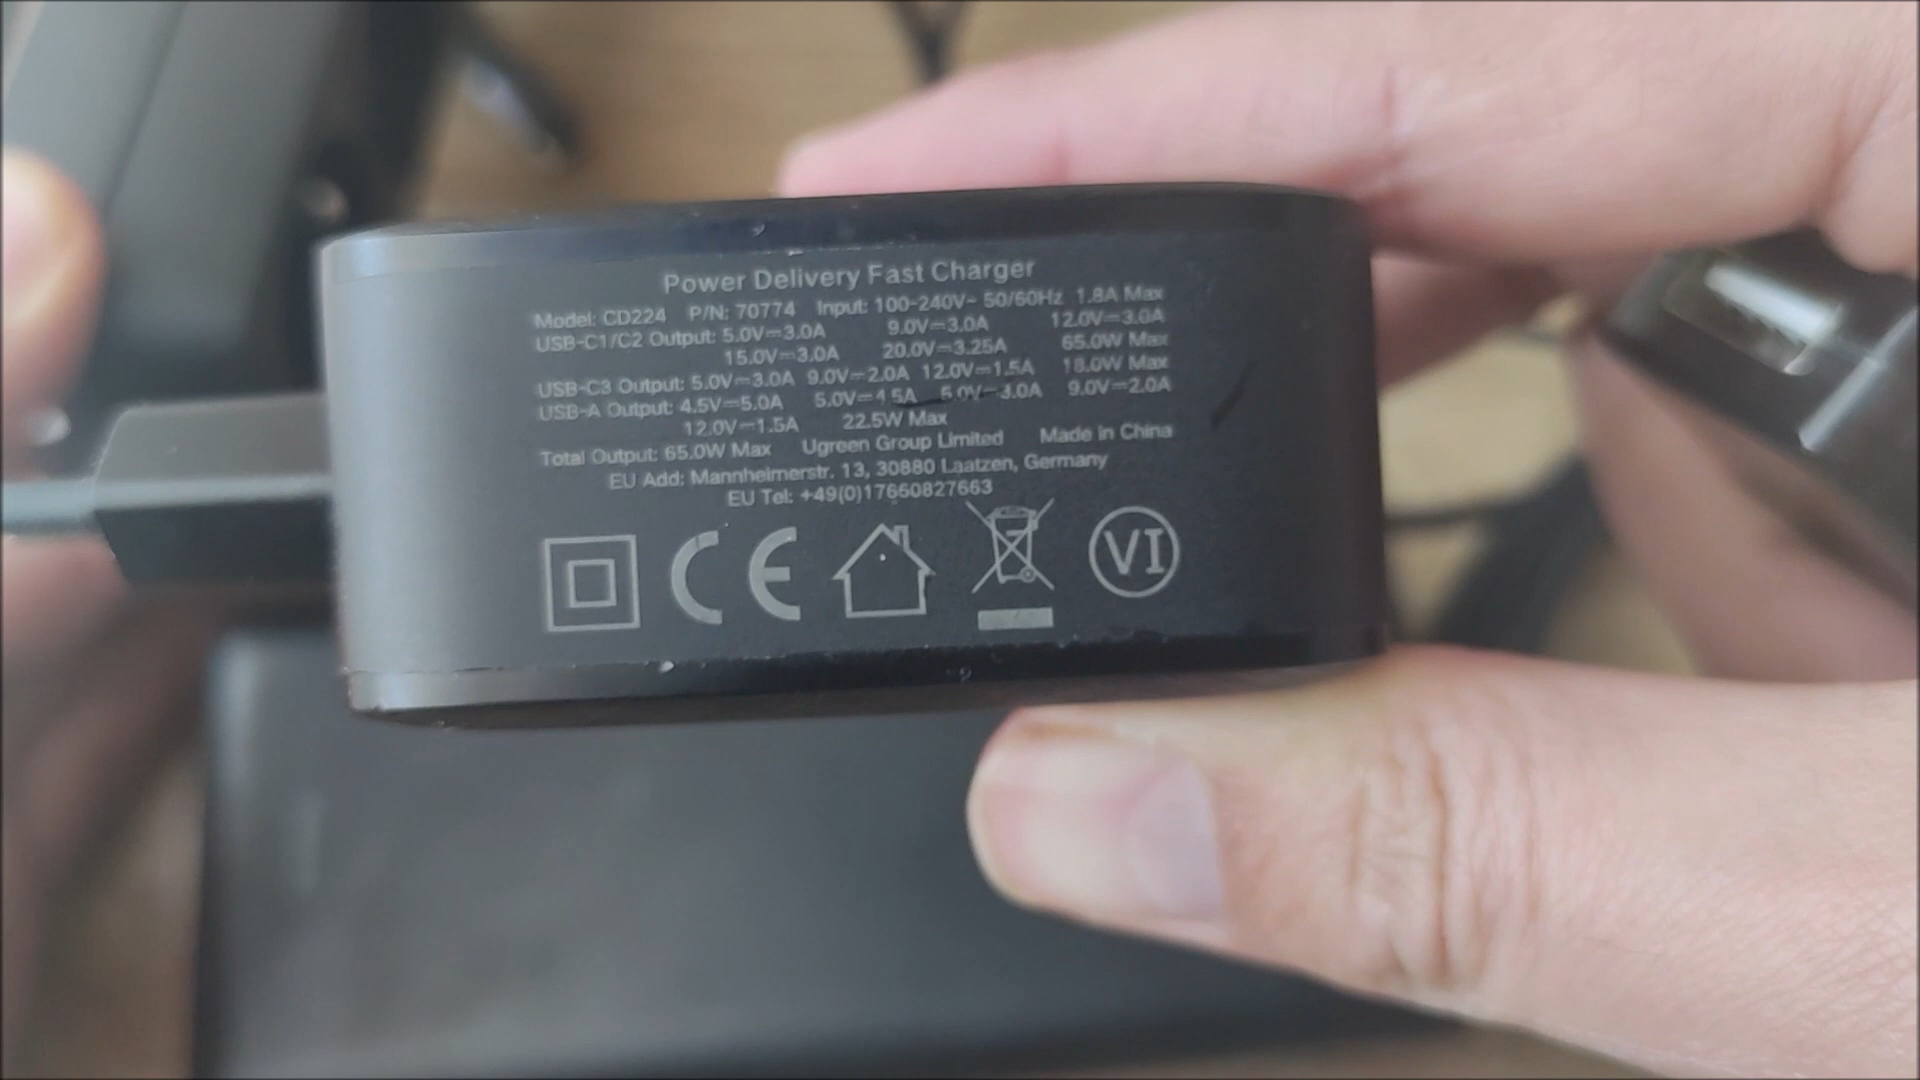 Power Delivery Fast Charger
Model: CD224 P/N: 70774 Input: 100-240V~ 50/60Hz 1.8A Max
USB-C1/C2 Output: 5.0V⎓3.0A 9.0V⎓3.0A 12.0V⎓3.0A
15.0V⎓3.0A 20.0V⎓3.25A 65.0W Max
USB-C3 Output: 5.0V⎓3.0A 9.0V⎓2.0A 12.0V⎓1.5A 18.0W Max
USB-A Output: 4.5V⎓5.0A 5.0V⎓4.5A 5.0V⎓3.0A 9.0V⎓2.0A
12.0V⎓1.5A 22.5W Max
Total Output: 65.0W Max Ugreen Group Limited Made in China
EU Add: Mannheimerstr. 13, 30880 Laatzen, Germany
EU Tel: +49(0)17660827663
CE VI